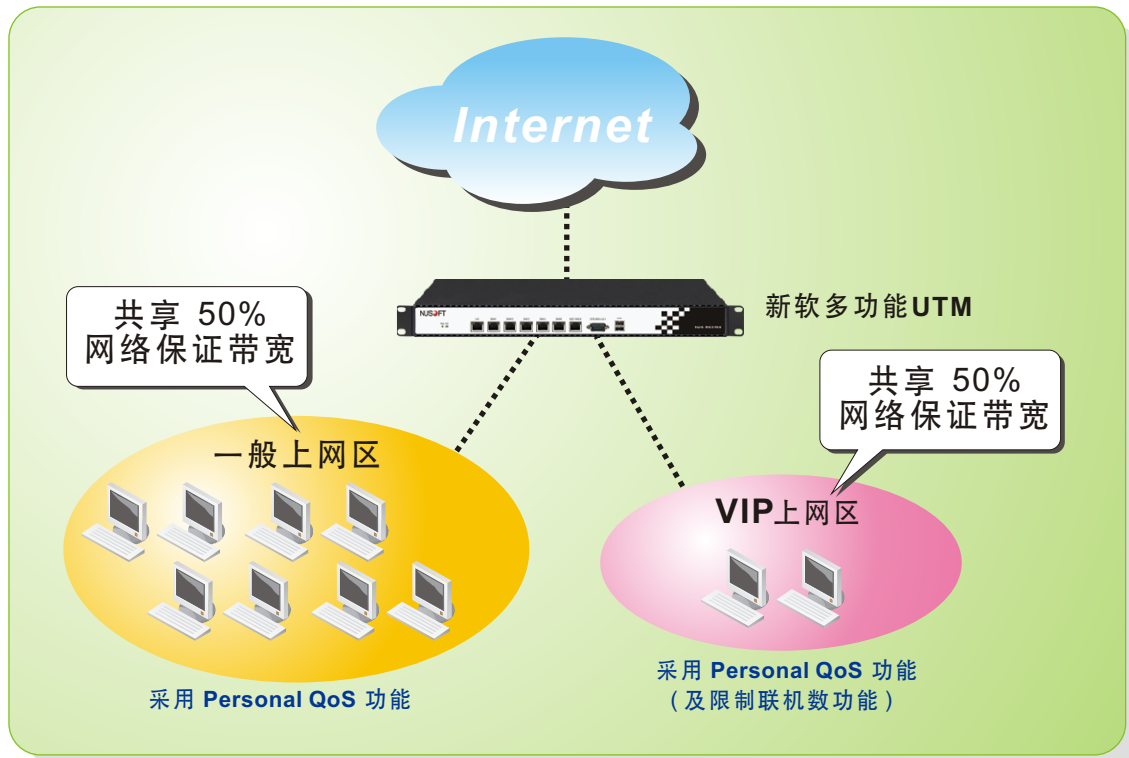 Internet
NUSOFT
新软多功能UTM
共享 50%
网络保证带宽
共享 50%
网络保证带宽
一般上网区
VIP上网区
采用 Personal QoS 功能
采用 Personal QoS 功能
(及限制联机数功能)